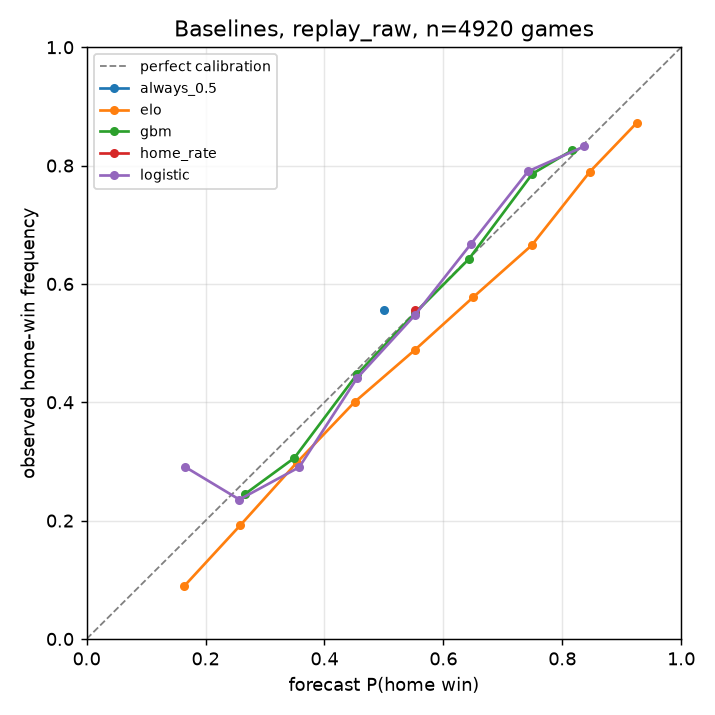 Baselines, replay_raw, n=4920 games
perfect calibration
always_0.5
elo
gbm
home_rate
logistic
observed home-win frequency
1.0
0.8
0.6
0.4
0.2
0.0
0.0 0.2 0.4 0.6 0.8 1.0
forecast P(home win)